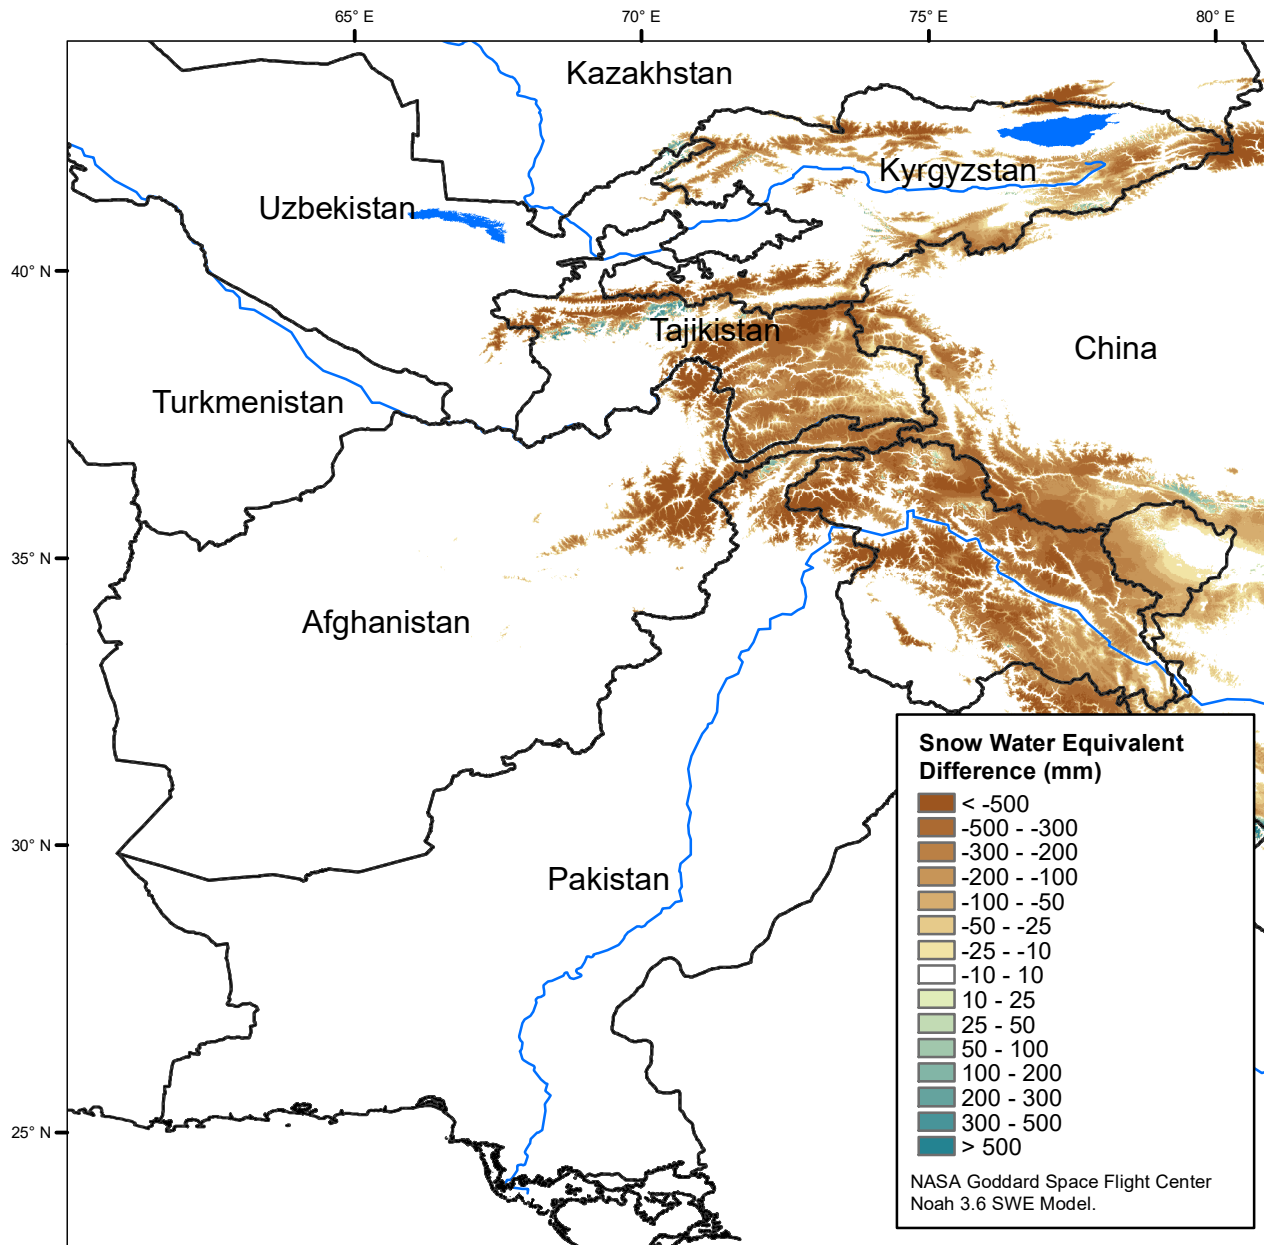 65° E
70° E
75° E
80° E
Kazakhstan
Kyrgyzstan
Uzbekistan
40° N
Tajikistan
China
Turkmenistan
35° N
Afghanistan
30° N
Pakistan
25° N
Snow Water Equivalent
Difference (mm)
< -500
-500 - -300
-300 - -200
-200 - -100
-100 - -50
-50 - -25
-25 - -10
-10 - 10
10 - 25
25 - 50
50 - 100
100 - 200
200 - 300
300 - 500
> 500
NASA Goddard Space Flight Center
Noah 3.6 SWE Model.